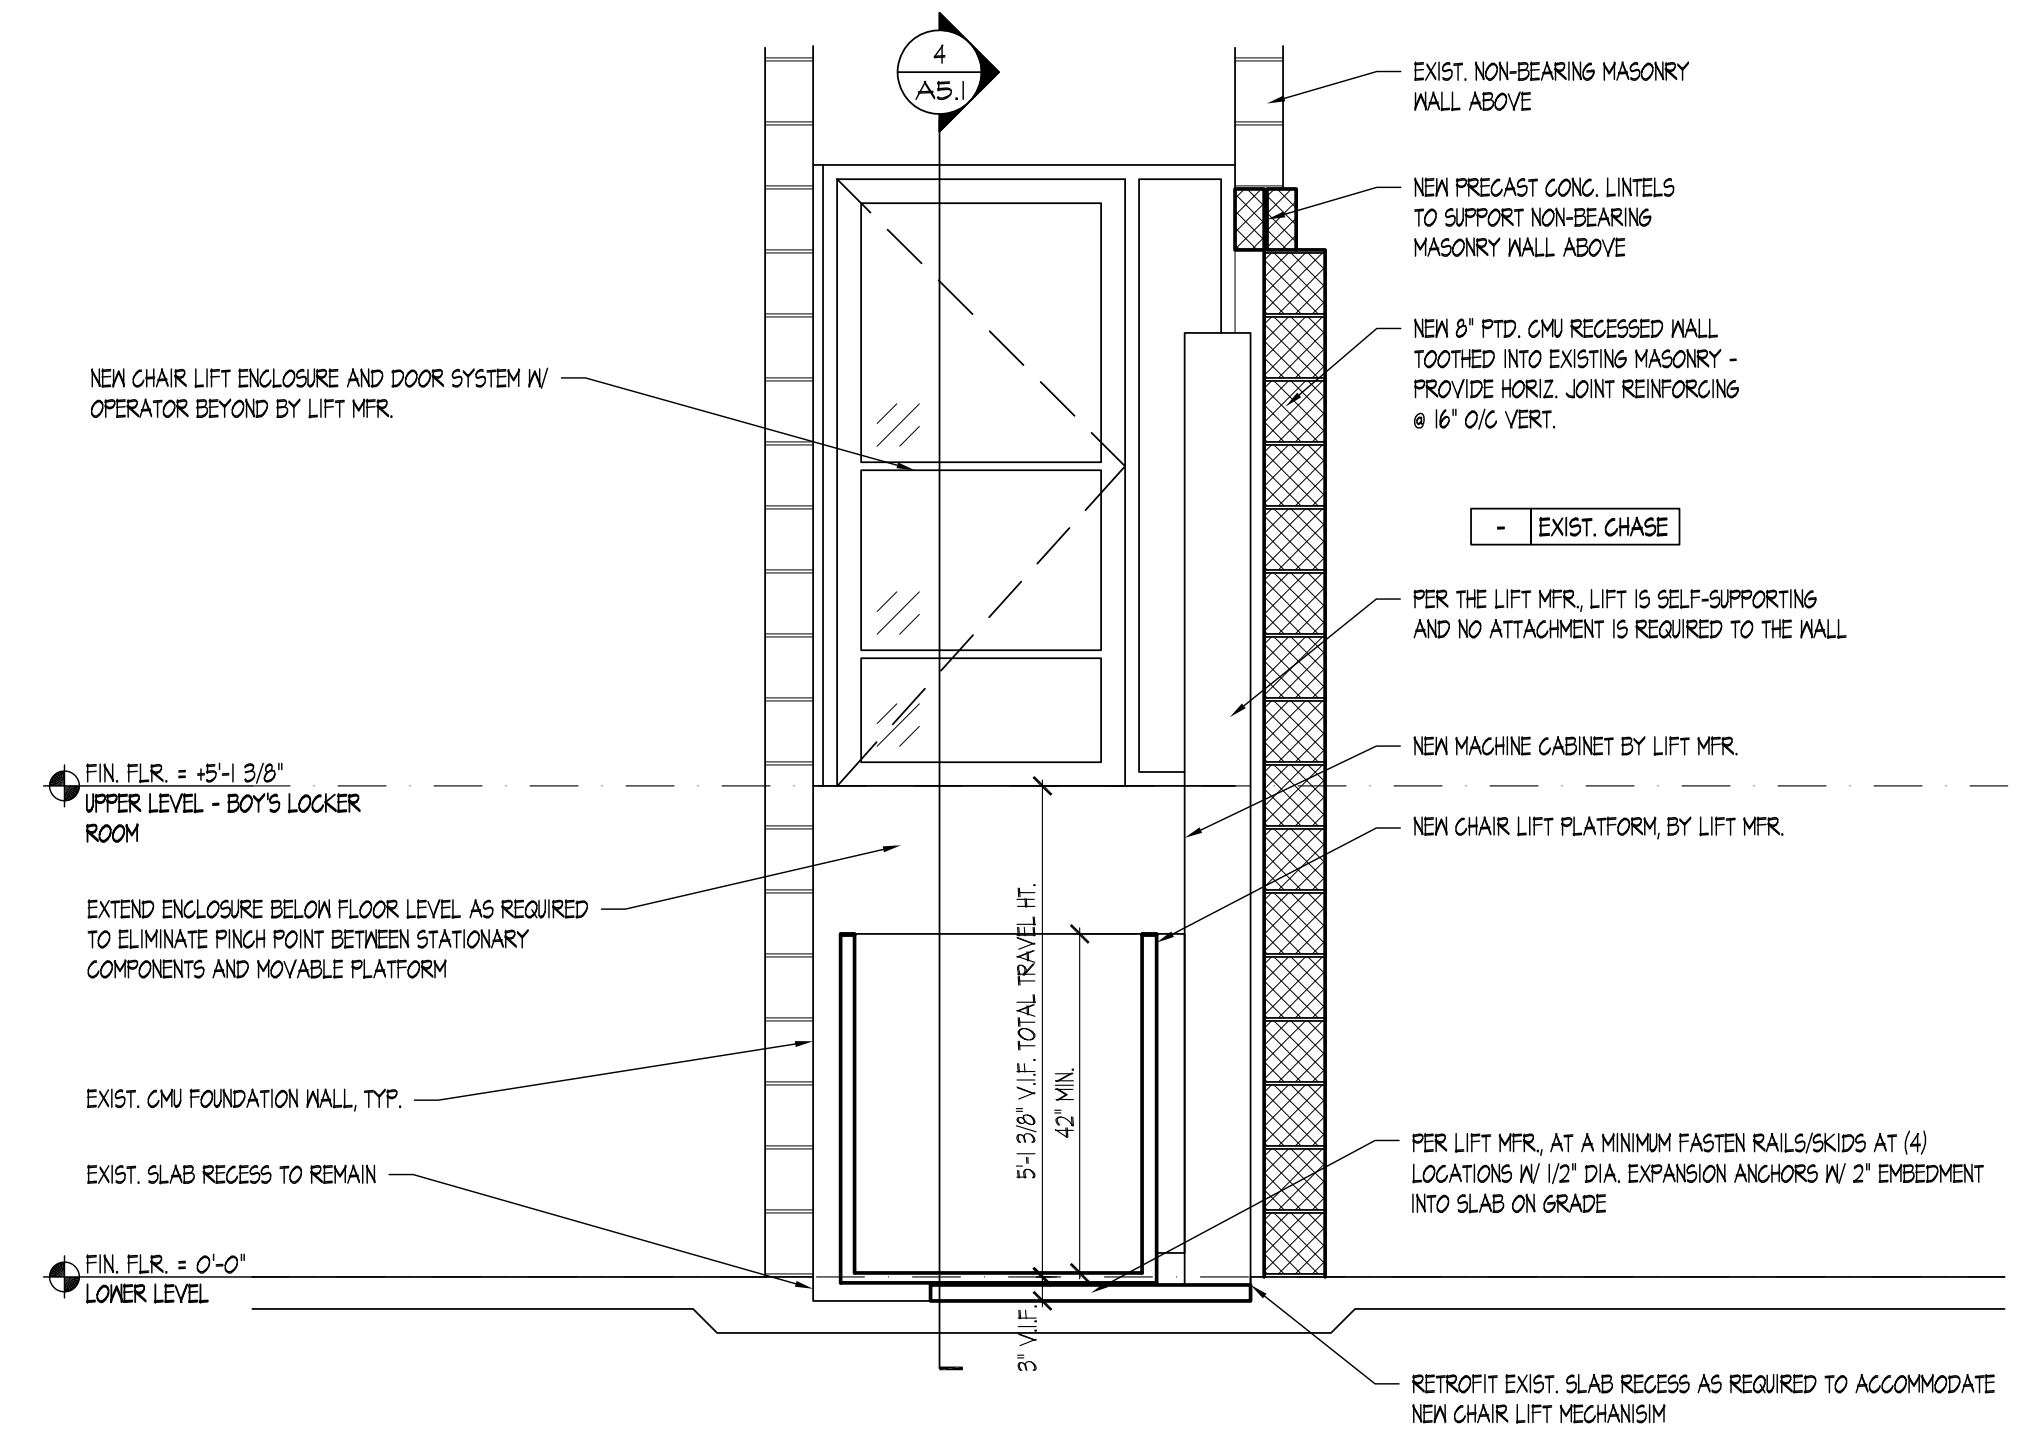 4
A5.1
EXIST. NON-BEARING MASONRY
WALL ABOVE
NEW PRECAST CONC. LINTELS
TO SUPPORT NON-BEARING
MASONRY WALL ABOVE
NEW 8" PTD. CMU RECESSED WALL
TOOTHED INTO EXISTING MASONRY -
PROVIDE HORIZ. JOINT REINFORCING
@ 16" O/C VERT.
NEW CHAIR LIFT ENCLOSURE AND DOOR SYSTEM W/
OPERATOR BEYOND BY LIFT MFR.
- EXIST. CHASE
PER THE LIFT MFR., LIFT IS SELF-SUPPORTING
AND NO ATTACHMENT IS REQUIRED TO THE WALL
NEW MACHINE CABINET BY LIFT MFR.
FIN. FLR. = +5'-1 3/8"
UPPER LEVEL - BOY'S LOCKER
ROOM
NEW CHAIR LIFT PLATFORM, BY LIFT MFR.
EXTEND ENCLOSURE BELOW FLOOR LEVEL AS REQUIRED
TO ELIMINATE PINCH POINT BETWEEN STATIONARY
COMPONENTS AND MOVABLE PLATFORM
5'-1 3/8" V.I.F. TOTAL TRAVEL HT.
42" MIN.
EXIST. CMU FOUNDATION WALL, TYP.
EXIST. SLAB RECESS TO REMAIN
PER LIFT MFR., AT A MINIMUM FASTEN RAILS/SKIDS AT (4)
LOCATIONS W/ 1/2" DIA. EXPANSION ANCHORS W/ 2" EMBEDMENT
INTO SLAB ON GRADE
FIN. FLR. = 0'-0"
LOWER LEVEL
3" V.I.F.
RETROFIT EXIST. SLAB RECESS AS REQUIRED TO ACCOMMODATE
NEW CHAIR LIFT MECHANISIM